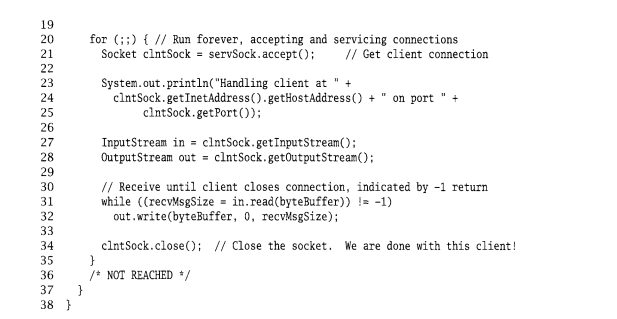 19
20 for (;;) { // Run forever, accepting and servicing connections
21 Socket clntSock = servSock.accept(); // Get client connection
22
23 System.out.println("Handling client at " +
24 clntSock.getInetAddress().getHostAddress() + " on port " +
25 clntSock.getPort());
26
27 InputStream in = clntSock.getInputStream();
28 OutputStream out = clntSock.getOutputStream();
29
30 // Receive until client closes connection, indicated by -1 return
31 while ((recvMsgSize = in.read(byteBuffer)) != -1)
32 out.write(byteBuffer, 0, recvMsgSize);
33
34 clntSock.close(); // Close the socket. We are done with this client!
35 }
36 /* NOT REACHED */
37 }
38 }